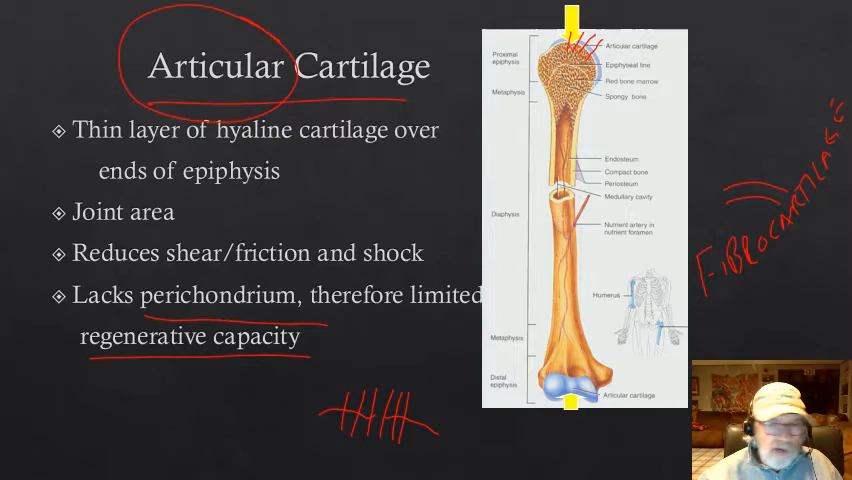 Articular Cartilage
Thin layer of hyaline cartilage over
ends of epiphysis
Joint area
Reduces shear/friction and shock
Lacks perichondrium, therefore limited
regenerative capacity
Proximal
epiphysis
Metaphysis
Diaphysis
Metaphysis
Distal
epiphysis
Articular cartilage
Epiphyseal line
Red bone marrow
Spongy bone
Endosteum
Compact bone
Periosteum
Medullary cavity
Nutrient artery in
nutrient foramen
Humerus
Articular cartilage
FIBROCARTILAGE